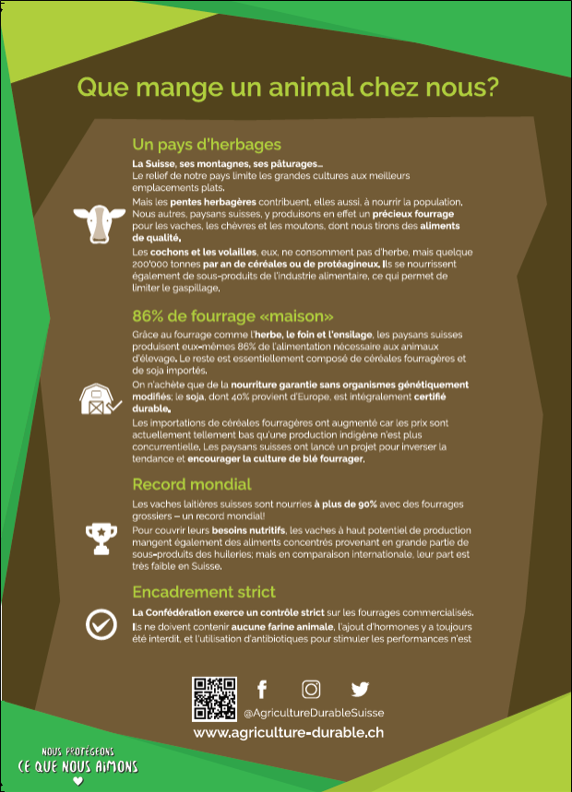 Que mange un animal chez nous?
Un pays d'herbages
La Suisse, ses montagnes, ses pâturages...
Le relief de notre pays limite les grandes cultures aux meilleurs
emplacements plats.
Mais les pentes herbagères contribuent, elles aussi, à nourrir la population.
Nous autres, paysans suisses, y produisons en effet un précieux fourrage
pour les vaches, les chèvres et les moutons, dont nous tirons des aliments
de qualité.
Les cochons et les volailles, eux, ne consomment pas d'herbe, mais quelque
200'000 tonnes par an de céréales ou de protéagineux. Ils se nourrissent
également de sous-produits de l'industrie alimentaire, ce qui permet de
limiter le gaspillage.
86% de fourrage «maison»
Grâce au fourrage comme l'herbe, le foin et l'ensilage, les paysans suisses
produisent eux-mêmes 86% de l'alimentation nécessaire aux animaux
d'élevage. Le reste est essentiellement composé de céréales fourragères et
de soja importés.
On n'achète que de la nourriture garantie sans organismes génétiquement
modifiés; le soja, dont 40% provient d'Europe, est intégralement certifié
durable.
Les importations de céréales fourragères ont augmenté car les prix sont
actuellement tellement bas qu'une production indigène n'est plus
concurrentielle. Les paysans suisses ont lancé un projet pour inverser la
tendance et encourager la culture de blé fourrager.
Record mondial
Les vaches laitières suisses sont nourries à plus de 90% avec des fourrages
grossiers – un record mondial!
Pour couvrir leurs besoins nutritifs, les vaches à haut potentiel de production
mangent également des aliments concentrés provenant en grande partie de
sous-produits des huileries; mais en comparaison internationale, leur part est
très faible en Suisse.
Encadrement strict
La Confédération exerce un contrôle strict sur les fourrages commercialisés.
Ils ne doivent contenir aucune farine animale, l'ajout d'hormones y a toujours
été interdit, et l'utilisation d'antibiotiques pour stimuler les performances n'est
@AgricultureDurableSuisse
www.agriculture-durable.ch
NOUS PROTÉGEONS
CE QUE NOUS AIMONS